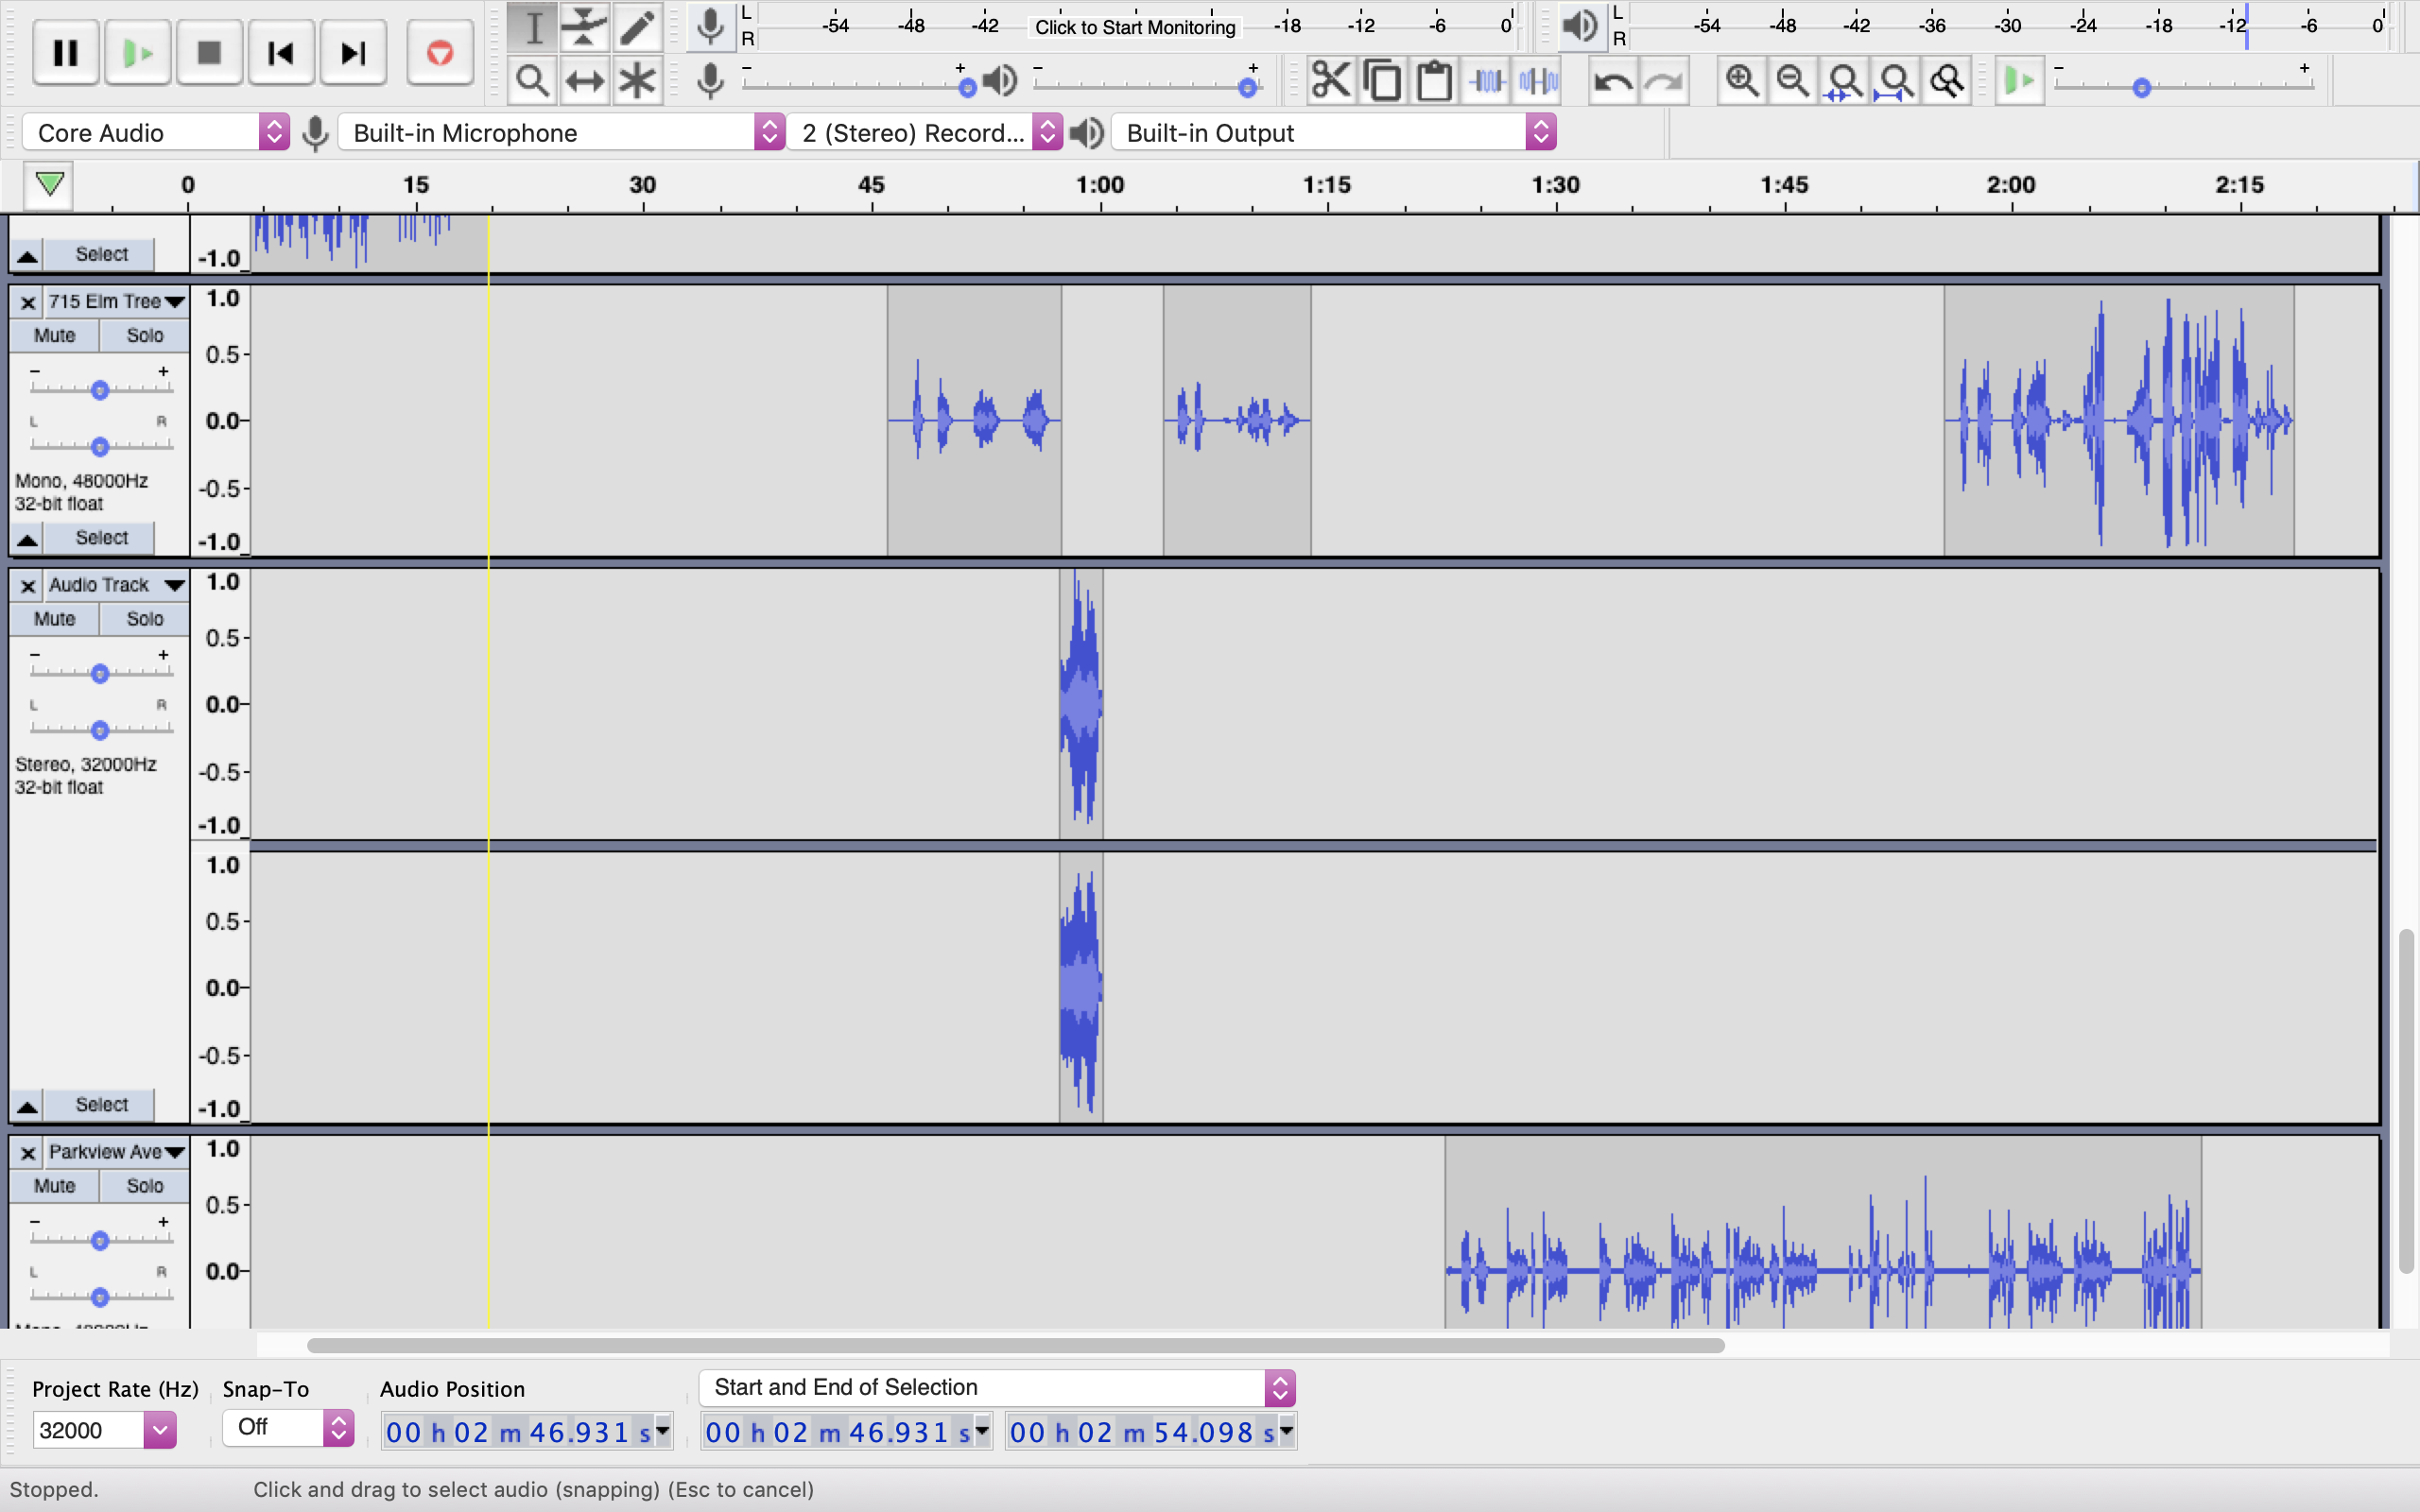 L -54 -48 -42 Click to Start Monitoring -18 -12 -6 0
R
L -54 -48 -42 -36 -30 -24 -18 -12 -6 0
R
- + - + - +
Core Audio Built-in Microphone 2 (Stereo) Record... Built-in Output
0 15 30 45 1:00 1:15 1:30 1:45 2:00 2:15
Select -1.0
x 715 Elm Tree 1.0
Mute Solo
0.5
- +
L R 0.0
Mono, 48000Hz -0.5
32-bit float
Select -1.0
x Audio Track 1.0
Mute Solo
0.5
- +
L R 0.0
Stereo, 32000Hz -0.5
32-bit float
-1.0
1.0
0.5
0.0
-0.5
Select -1.0
x Parkview Ave 1.0
Mute Solo
0.5
- +
L R 0.0
Project Rate (Hz) Snap-To Audio Position Start and End of Selection
32000 Off 00 h 02 m 46.931 s 00 h 02 m 46.931 s 00 h 02 m 54.098 s
Stopped. Click and drag to select audio (snapping) (Esc to cancel)